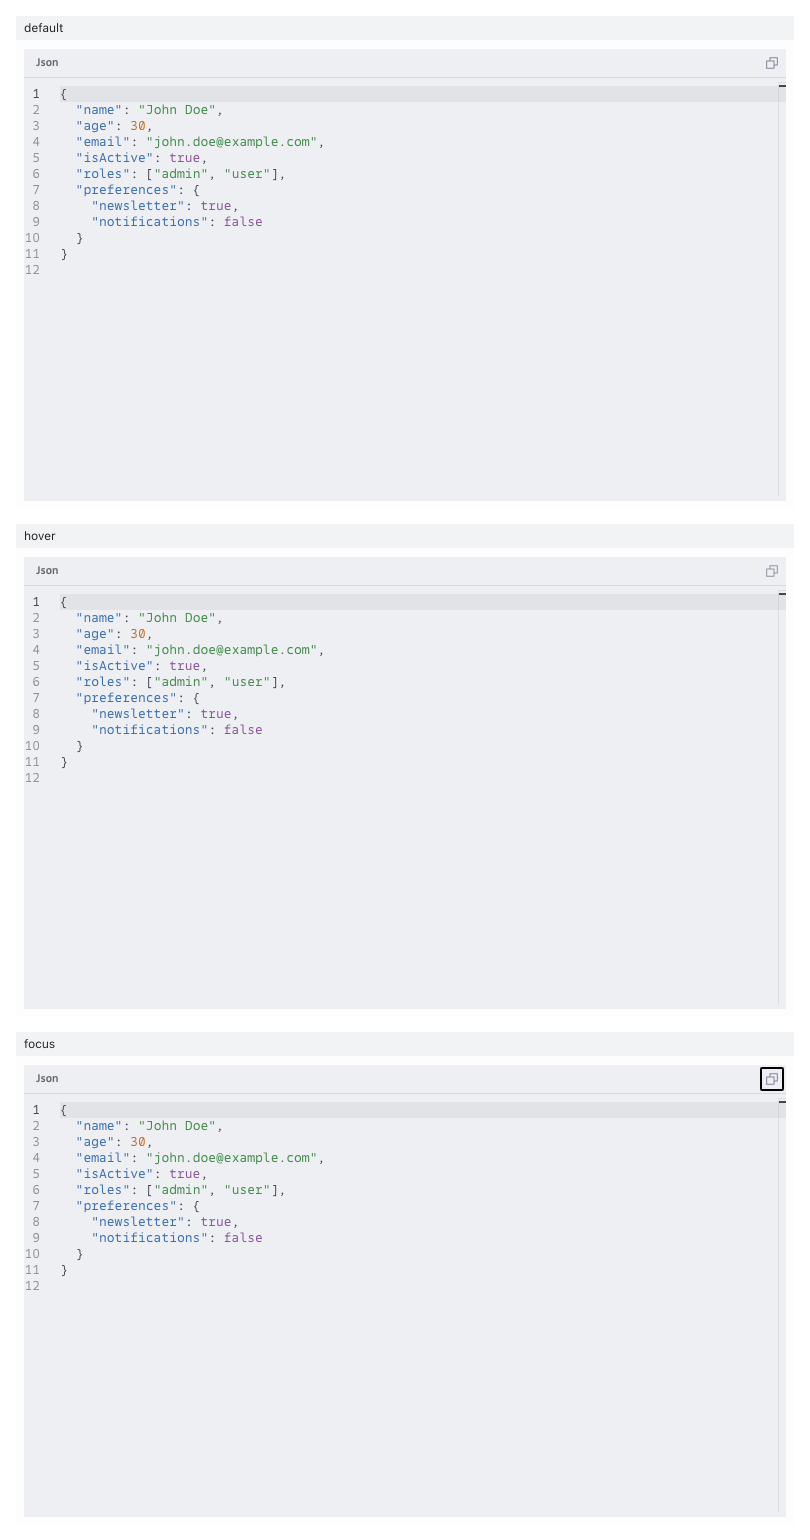 default
Json
1 {
2   "name": "John Doe",
3   "age": 30,
4   "email": "john.doe@example.com",
5   "isActive": true,
6   "roles": ["admin", "user"],
7   "preferences": {
8     "newsletter": true,
9     "notifications": false
10   }
11 }
12
hover
Json
1 {
2   "name": "John Doe",
3   "age": 30,
4   "email": "john.doe@example.com",
5   "isActive": true,
6   "roles": ["admin", "user"],
7   "preferences": {
8     "newsletter": true,
9     "notifications": false
10   }
11 }
12
focus
Json
1 {
2   "name": "John Doe",
3   "age": 30,
4   "email": "john.doe@example.com",
5   "isActive": true,
6   "roles": ["admin", "user"],
7   "preferences": {
8     "newsletter": true,
9     "notifications": false
10   }
11 }
12